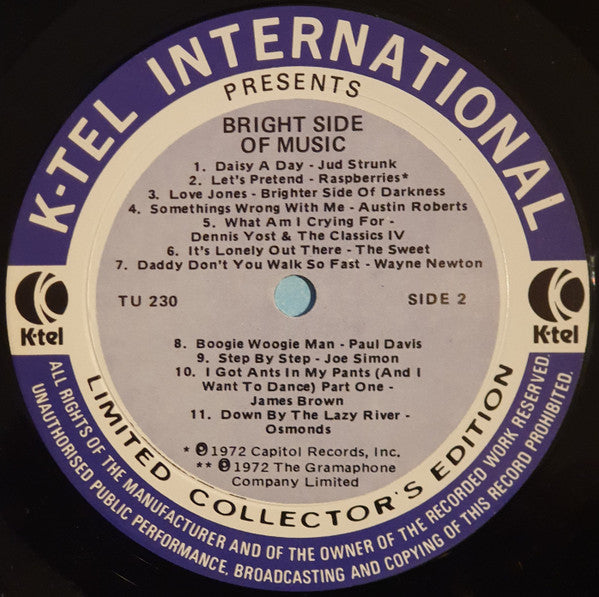 K-TEL INTERNATIONAL
PRESENTS
BRIGHT SIDE
OF MUSIC
1. Daisy A Day - Jud Strunk
2. Let's Pretend - Raspberries*
3. Love Jones - Brighter Side Of Darkness
4. Somethings Wrong With Me - Austin Roberts
5. What Am I Crying For -
Dennis Yost & The Classics IV
6. It's Lonely Out There - The Sweet
7. Daddy Don't You Walk So Fast - Wayne Newton
TU 230
SIDE 2
K-tel
K-tel
8. Boogie Woogie Man - Paul Davis
9. Step By Step - Joe Simon
10. I Got Ants In My Pants (And I
Want To Dance) Part One -
James Brown
11. Down By The Lazy River -
Osmonds
* ℗1972 Capitol Records, Inc.
** ℗1972 The Gramaphone
Company Limited
LIMITED COLLECTOR'S EDITION
ALL RIGHTS OF THE MANUFACTURER AND OF THE OWNER OF THE RECORDED WORK RESERVED.
UNAUTHORISED PUBLIC PERFORMANCE, BROADCASTING AND COPYING OF THIS RECORD PROHIBITED.